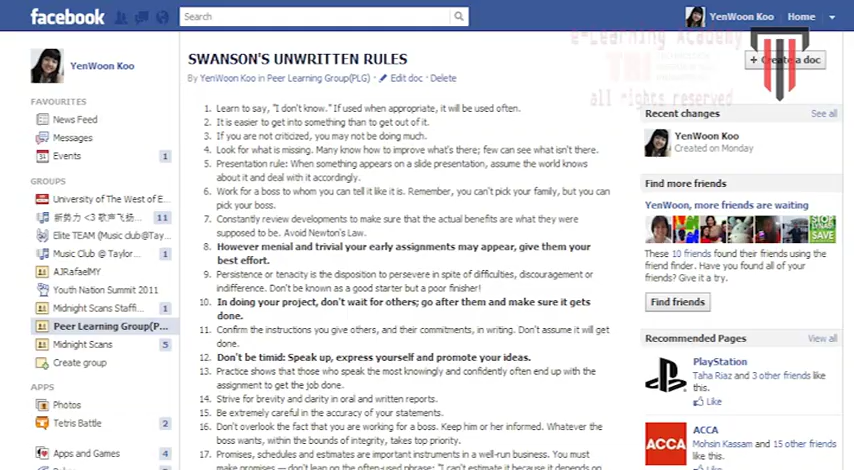 facebook
Search
YenWoon Koo
Home
e-Learning Academy
all rights reserved
YenWoon Koo
FAVOURITES
News Feed
Messages
Events 1
GROUPS
University of The West of E...
新势力 <3 歌声飞扬... 11
Elite TEAM (Music club@Tay...
Music Club @ Taylor... 1
AJRafaelMY
Youth Nation Summit 2011
Midnight Scans Staffi... 1
Peer Learning Group(P...
Midnight Scans 5
Create group
APPS
Photos
Tetris Battle 2
Apps and Games 4
SWANSON'S UNWRITTEN RULES
By YenWoon Koo in Peer Learning Group(PLG) · Edit doc · Delete
1. Learn to say, "I don't know." If used when appropriate, it will be used often.
2. It is easier to get into something than to get out of it.
3. If you are not criticized, you may not be doing much.
4. Look for what is missing. Many know how to improve what's there; few can see what isn't there.
5. Presentation rule: When something appears on a slide presentation, assume the world knows
about it and deal with it accordingly.
6. Work for a boss to whom you can tell it like it is. Remember, you can't pick your family, but you can
pick your boss.
7. Constantly review developments to make sure that the actual benefits are what they were
supposed to be. Avoid Newton's Law.
8. However menial and trivial your early assignments may appear, give them your
best effort.
9. Persistence or tenacity is the disposition to persevere in spite of difficulties, discouragement or
indifference. Don't be known as a good starter but a poor finisher!
10. In doing your project, don't wait for others; go after them and make sure it gets
done.
11. Confirm the instructions you give others, and their commitments, in writing. Don't assume it will get
done.
12. Don't be timid: Speak up, express yourself and promote your ideas.
13. Practice shows that those who speak the most knowingly and confidently often end up with the
assignment to get the job done.
14. Strive for brevity and clarity in oral and written reports.
15. Be extremely careful in the accuracy of your statements.
16. Don't overlook the fact that you are working for a boss. Keep him or her informed. Whatever the
boss wants, within the bounds of integrity, takes top priority.
17. Promises, schedules and estimates are important instruments in a well-run business. You must
make promises — don't lean on the often-used phrase: "I can't estimate it because it depends on
+ Create a doc
Recent changes See all
YenWoon Koo
Created on Monday
Find more friends
YenWoon, more friends are waiting
STOP
LYNAS
SAVE
These 10 friends found their friends using the
friend finder. Have you found all of your
friends? Give it a try.
Find friends
Recommended Pages View all
PlayStation
Taha Riaz and 3 other friends like
this.
Like
ACCA
ACCA
Mohsin Kassam and 15 other friends
like this.
Like